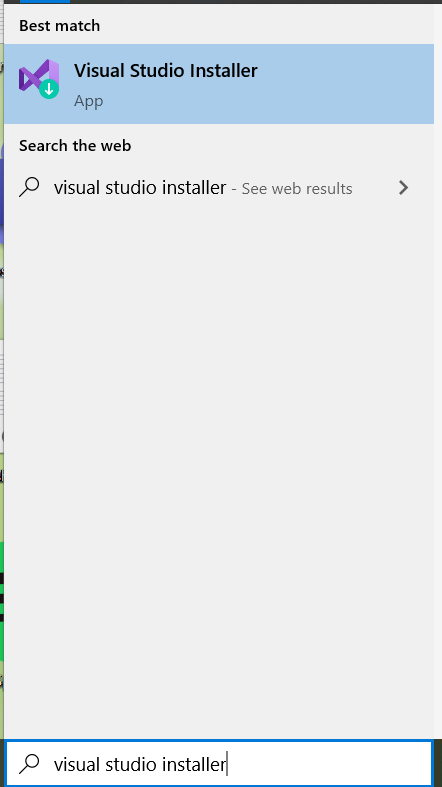 Best match
Visual Studio Installer
App
Search the web
visual studio installer - See web results
visual studio installer